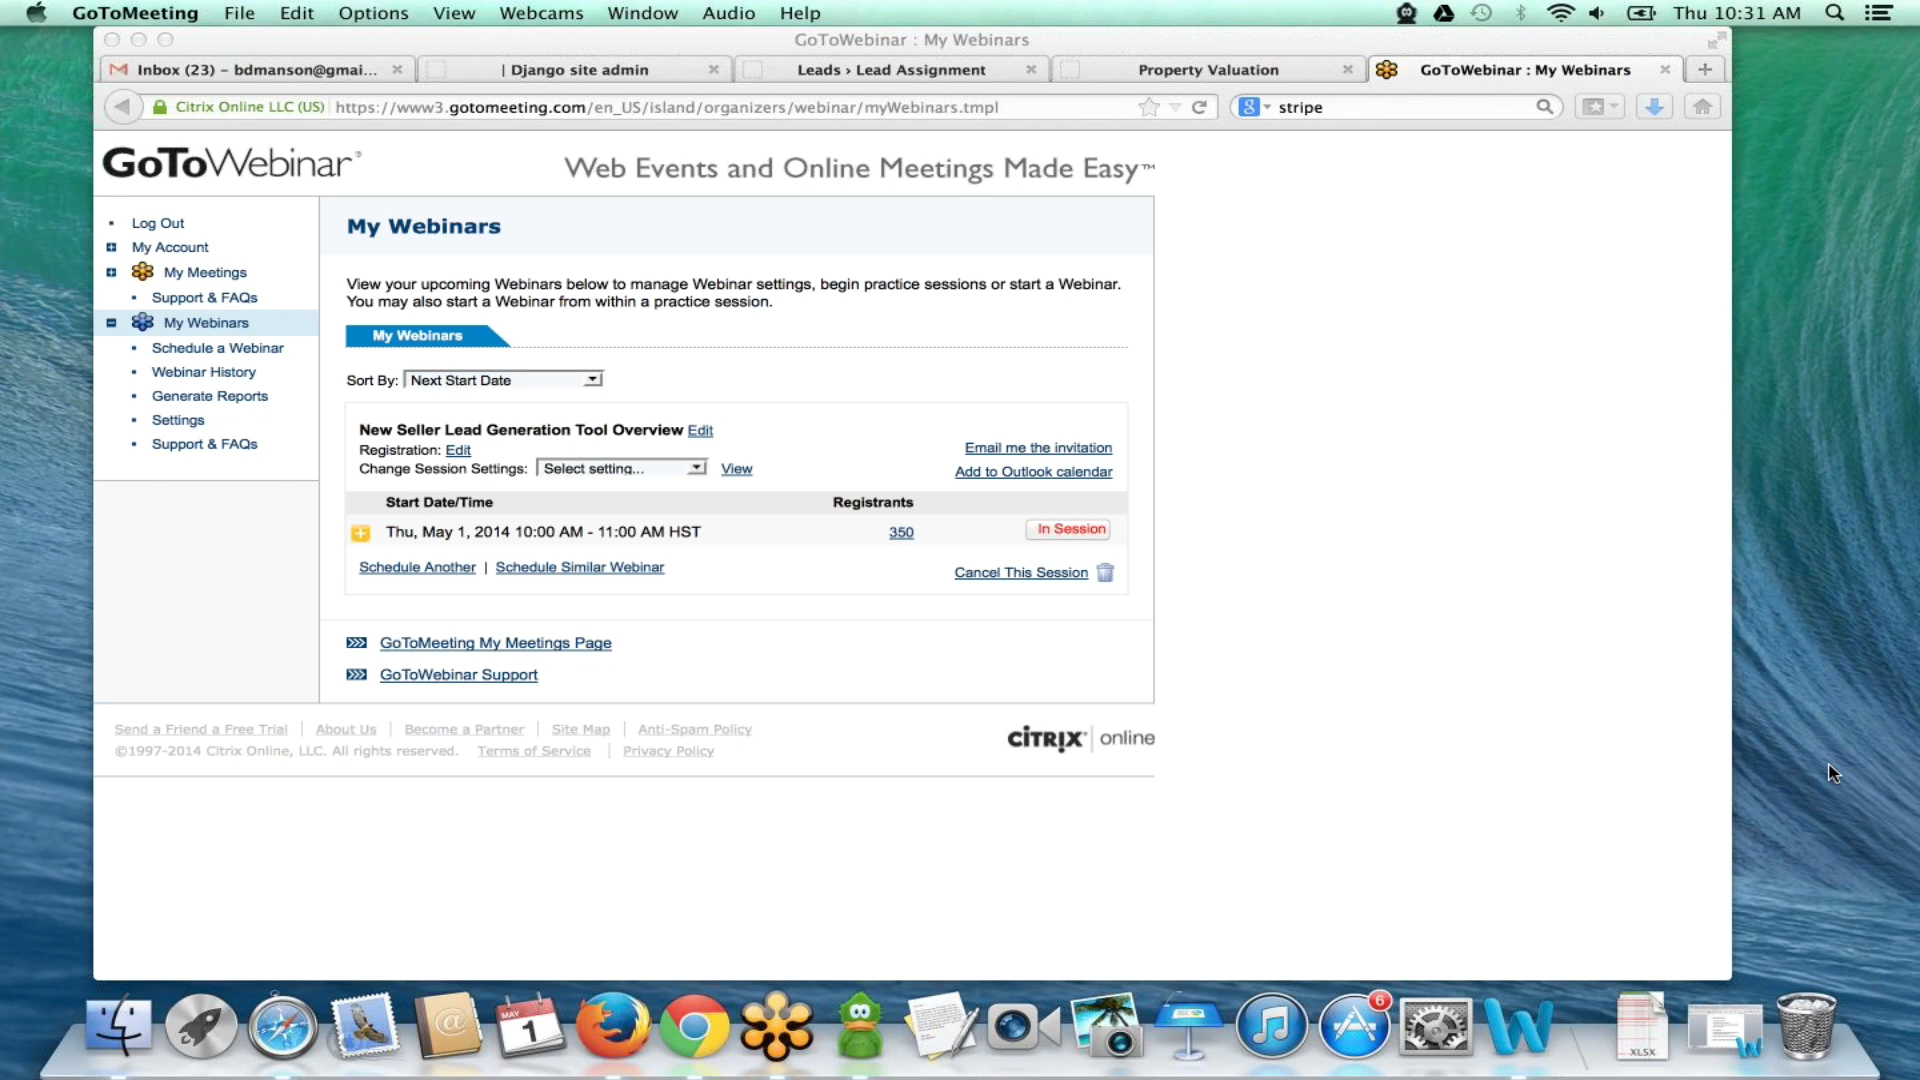 GoToMeeting File Edit Options View Webcams Window Audio Help Thu 10:31 AM
GoToWebinar : My Webinars
Inbox (23) – bdmanson@gmai... | Django site admin Leads › Lead Assignment Property Valuation GoToWebinar : My Webinars
Citrix Online LLC (US) https://www3.gotomeeting.com/en_US/island/organizers/webinar/myWebinars.tmpl stripe
GoToWebinar® Web Events and Online Meetings Made Easy™
Log Out
My Account
My Meetings
Support & FAQs
My Webinars
Schedule a Webinar
Webinar History
Generate Reports
Settings
Support & FAQs
My Webinars
View your upcoming Webinars below to manage Webinar settings, begin practice sessions or start a Webinar.
You may also start a Webinar from within a practice session.
My Webinars
Sort By: Next Start Date
New Seller Lead Generation Tool Overview Edit
Registration: Edit
Email me the invitation
Change Session Settings: Select setting... View
Add to Outlook calendar
Start Date/Time Registrants
Thu, May 1, 2014 10:00 AM - 11:00 AM HST 350 In Session
Schedule Another | Schedule Similar Webinar Cancel This Session
GoToMeeting My Meetings Page
GoToWebinar Support
Send a Friend a Free Trial | About Us | Become a Partner | Site Map | Anti-Spam Policy
©1997-2014 Citrix Online, LLC. All rights reserved. Terms of Service | Privacy Policy
CITRIX® online
MAY
1
6
XLSX